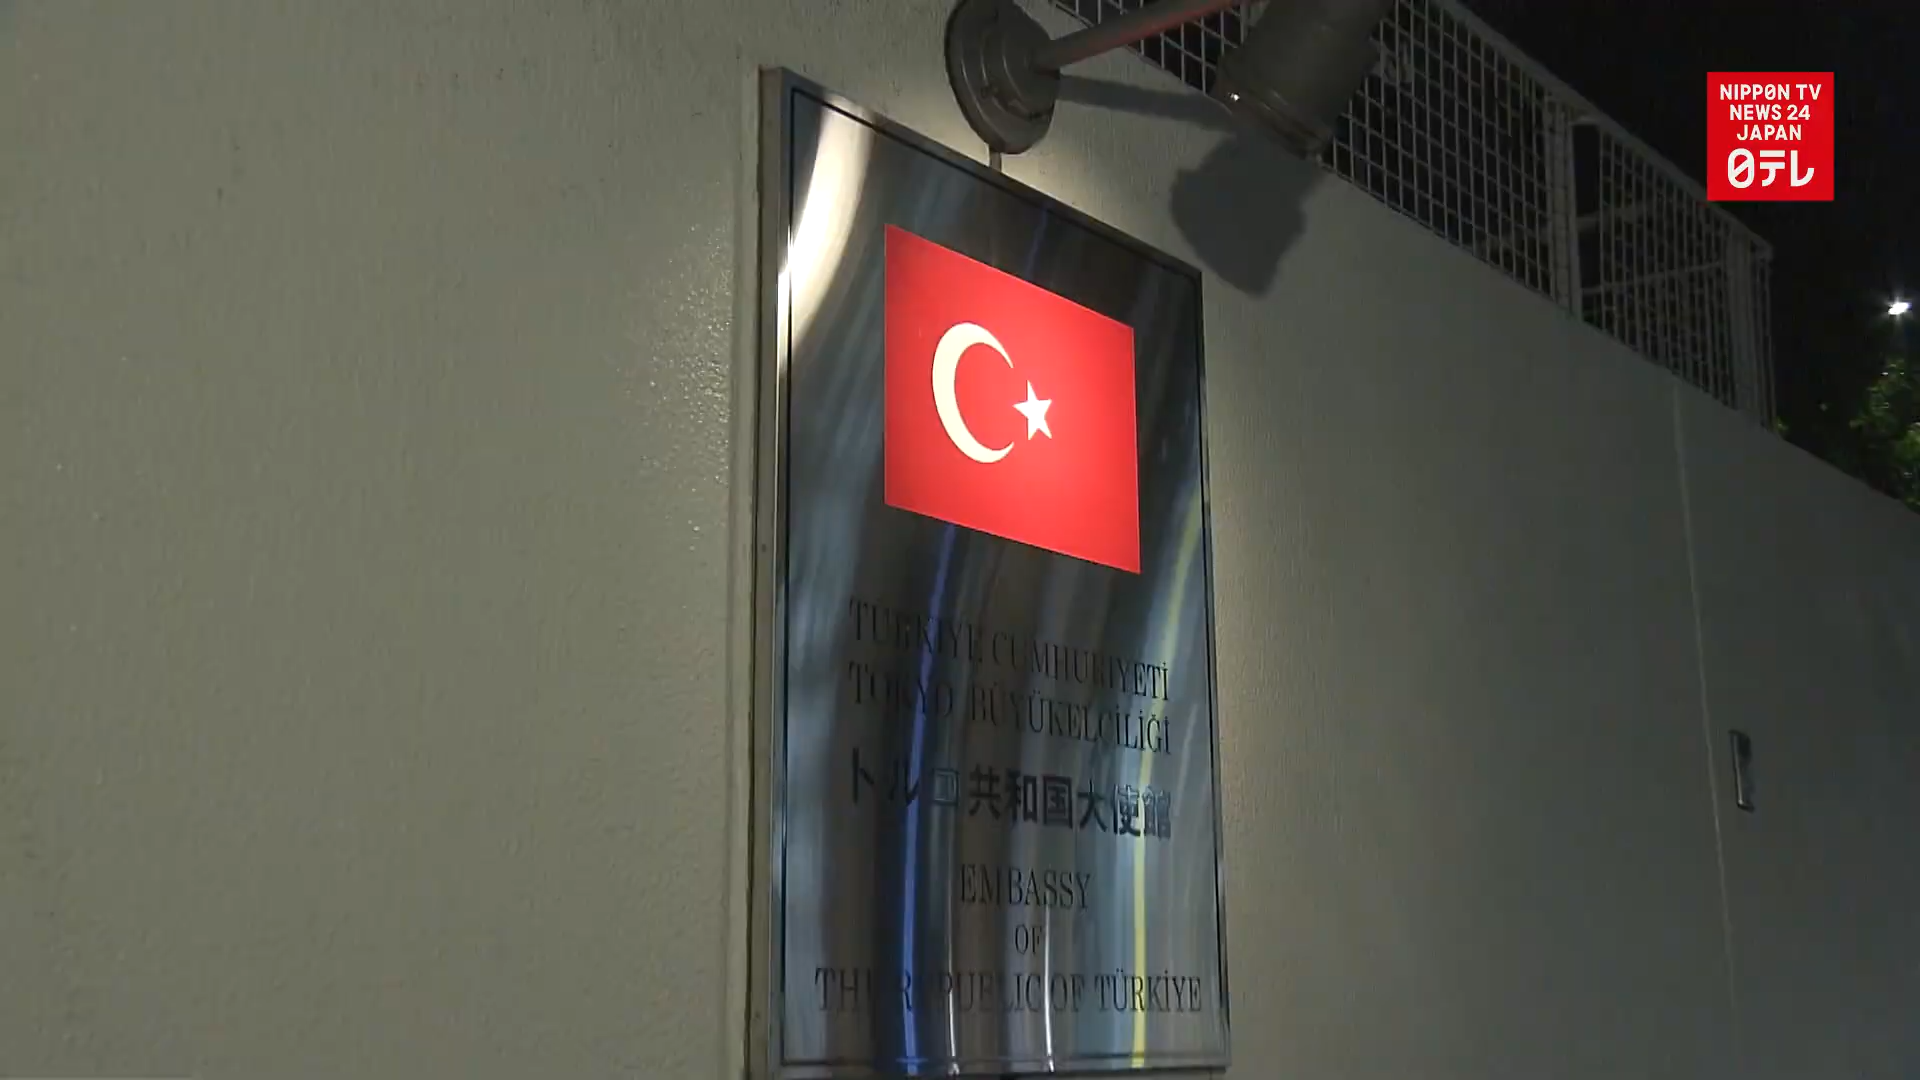 NIPPON TV
NEWS 24
JAPAN
日テレ
TÜRKİYE CUMHURİYETİ
TOKYO BÜYÜKELÇİLİĞİ
トルコ共和国大使館
EMBASSY
OF
THE REPUBLIC OF TÜRKİYE